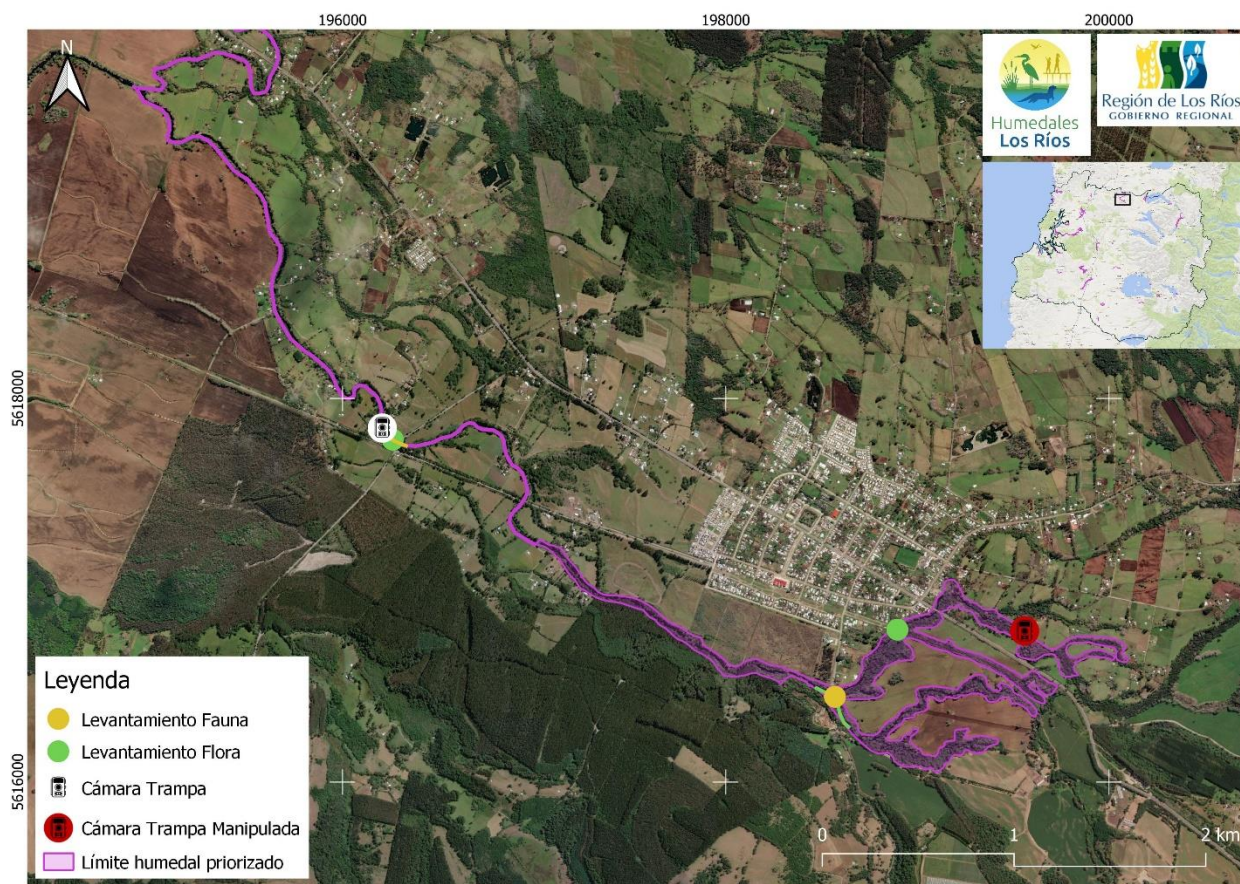 196000
198000
200000
N
Humedales
Los Ríos
Región de Los Ríos
GOBIERNO REGIONAL
5618000
5616000
Leyenda
Levantamiento Fauna
Levantamiento Flora
Cámara Trampa
Cámara Trampa Manipulada
Límite humedal priorizado
0
1
2 km